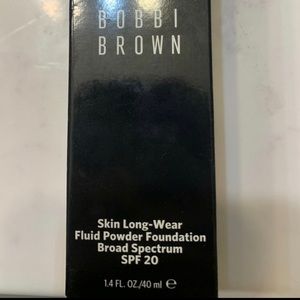 BOBBI
BROWN
Skin Long-Wear
Fluid Powder Foundation
Broad Spectrum
SPF 20
1.4 FL. OZ./40 ml ℮